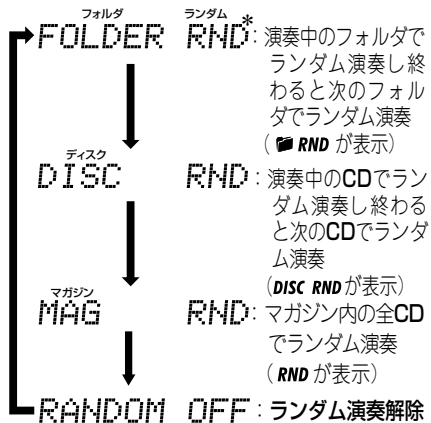 フォルダ ランダム
FOLDER RND*：演奏中のフォルダで
ランダム演奏し終
わると次のフォル
ダでランダム演奏
（ RND が表示）
ディスク
DISC RND：演奏中のCDでラン
ダム演奏し終わる
と次のCDでランダ
ム演奏
（DISC RNDが表示）
マガジン
MAG RND：マガジン内の全CD
でランダム演奏
（ RND が表示）
RANDOM OFF：ランダム演奏解除